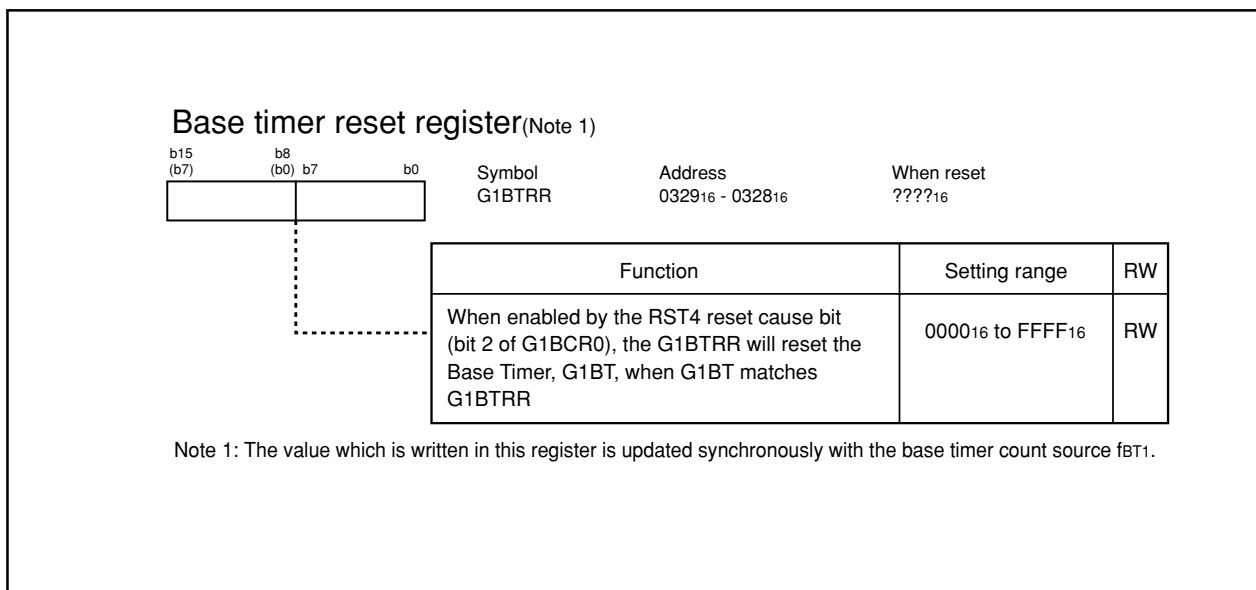 Base timer reset register(Note 1)
b15 b8
(b7) (b0) b7 b0
Symbol Address When reset
G1BTRR 032916 - 032816 ????16
Function Setting range RW
When enabled by the RST4 reset cause bit
(bit 2 of G1BCR0), the G1BTRR will reset the
Base Timer, G1BT, when G1BT matches
G1BTRR
000016 to FFFF16 RW
Note 1: The value which is written in this register is updated synchronously with the base timer count source fBT1.